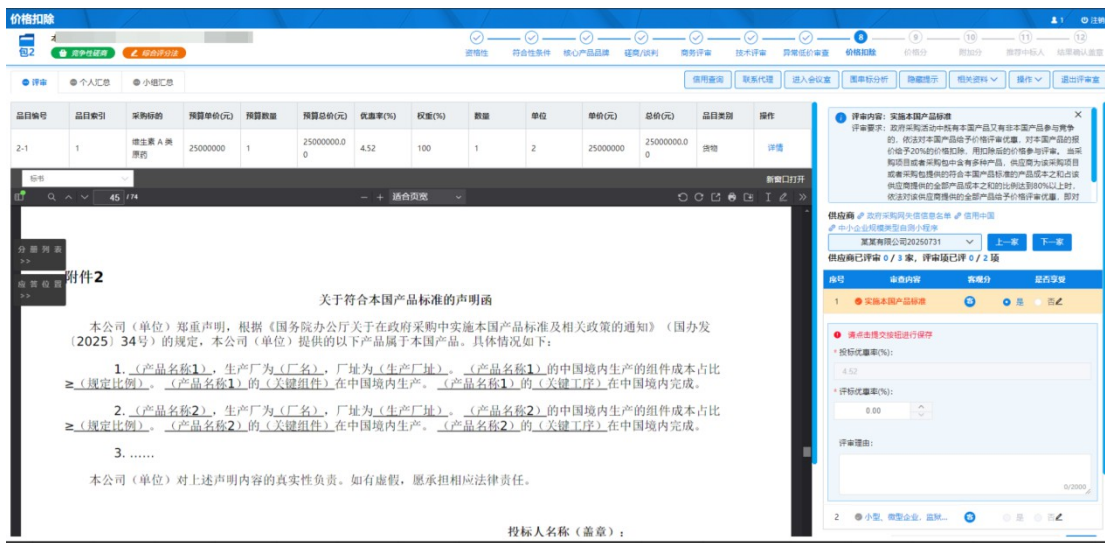 价格扣除
1 注销
包2 竞争性磋商 综合评分法
资格性 符合性条件 核心产品品牌 磋商/谈判 商务评审 技术评审 异常低价审查 8 价格扣除 9 价格分 10 附加分 11 推荐中标人 12 结果确认盖章
评审 个人汇总 小组汇总
信用查询 联系代理 进入会议室 围串标分析 隐藏提示 相关资料 操作 退出评审室
品目编号 品目索引 采购标的 预算单价(元) 预算数量 预算总价(元) 优惠率(%) 权重(%) 数量 单位 单价(元) 总价(元) 品目类别 操作
2-1 1 维生素 A 类原药 25000000 1 25000000.00 4.52 100 1 2 25000000 25000000.00 货物 详情
标书 新窗口打开
45 /74 适合页宽
分册列表
>>
应答位置
>>
附件2
关于符合本国产品标准的声明函
本公司（单位）郑重声明，根据《国务院办公厅关于在政府采购中实施本国产品标准及相关政策的通知》（国办发
〔2025〕34号）的规定，本公司（单位）提供的以下产品属于本国产品。具体情况如下：
1. （产品名称1），生产厂为（厂名），厂址为（生产厂址）。（产品名称1）的中国境内生产的组件成本占比
≥（规定比例）。（产品名称1）的（关键组件）在中国境内生产。（产品名称1）的（关键工序）在中国境内完成。
2. （产品名称2），生产厂为（厂名），厂址为（生产厂址）。（产品名称2）的中国境内生产的组件成本占比
≥（规定比例）。（产品名称2）的（关键组件）在中国境内生产。（产品名称2）的（关键工序）在中国境内完成。
3. ……
本公司（单位）对上述声明内容的真实性负责。如有虚假，愿承担相应法律责任。
投标人名称（盖章）：
评审内容: 实施本国产品标准
评审要求: 政府采购活动中既有本国产品又有非本国产品参与竞争
的，依法对本国产品给予价格评审优惠，对本国产品的报
价给予20%的价格扣除，用扣除后的价格参与评审。 当采
购项目或者采购包中含有多种产品，供应商为该采购项目
或者采购包提供的符合本国产品标准的产品成本之和占该
供应商提供的全部产品成本之和的比例达到80%以上时，
依法对该供应商提供的全部产品给予价格评审优惠，即对
供应商 政府采购网失信信息名单 信用中国
中小企业规模类型自测小程序
某某有限公司20250731 上一家 下一家
供应商已评审 0 / 3 家，评审项已评 0 / 2 项
序号 审查内容 客观分 是否享受
1 实施本国产品标准 客 是 否
请点击提交按钮进行保存
* 投标优惠率(%):
4.52
* 评标优惠率(%):
0.00
评审理由:
0/2000
2 小型、微型企业，监狱... 客 是 否